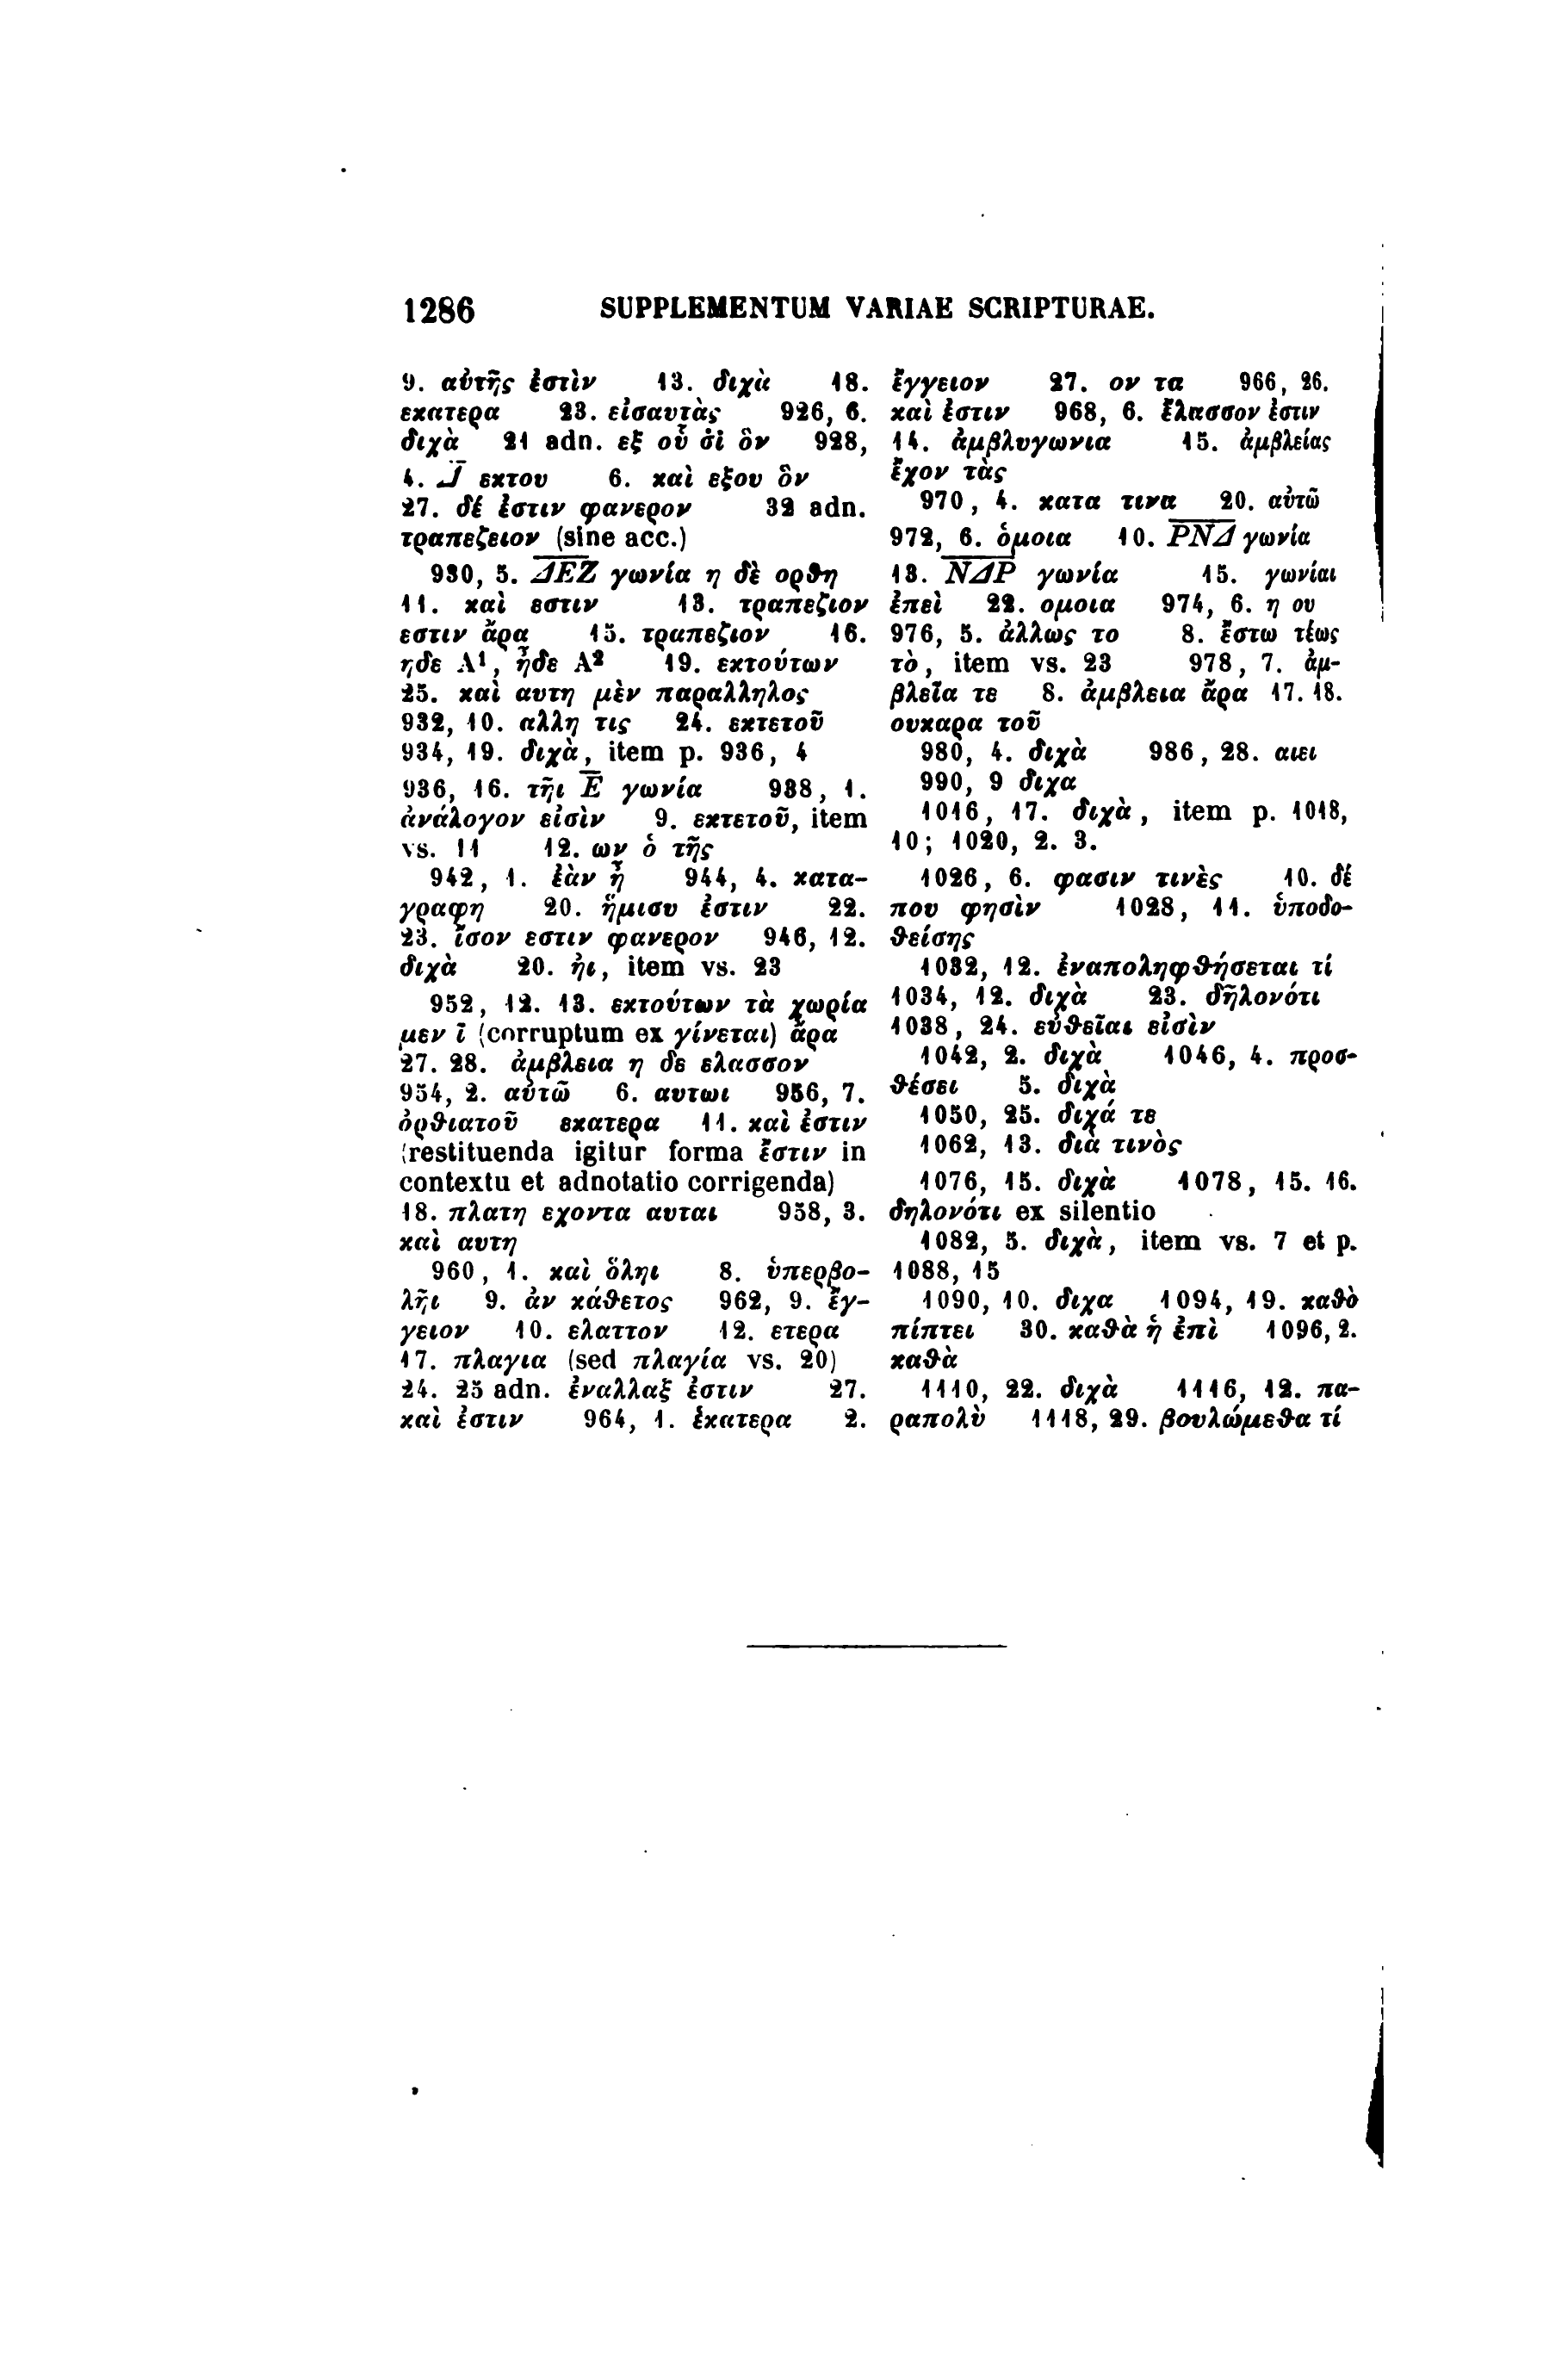 1286 SUPPLEMENTUM VARIAE SCRIPTURAE.
9. αὐτῆς ἐστὶν 13. διχὰ 18.
εκατερα 23. εἰσαυτὰς 926, 6.
διχὰ 21 adn. εξ οὗ ὁἱ ὃν 928,
4. εκτου 6. καὶ εξου ὃν
27. δέ ἐστιν φανερον 32 adn.
τραπεζειον (sine acc.)
930, 5. ΔΕΖ γωνία η δὲ ορθη
11. καὶ εστιν 13. τραπεζιον
εστιν ἄρα 15. τραπεζιον 16.
ηδε A¹, ἧδε A² 19. εκτούτων
25. καὶ αυτη μὲν παραλληλος
932, 10. αλλη τις 24. εκτετοῦ
934, 19. διχὰ, item p. 936, 4
936, 16. τῆι Ε γωνία 938, 1.
ἀνάλογον εἰσὶν 9. εκτετοῦ, item
vs. 11 12. ων ὁ τῆς
942, 1. ἐὰν ἦ 944, 4. κατα-
γραφη 20. ἥμισυ ἐστιν 22.
23. ἴσον εστιν φανερον 946, 12.
διχὰ 20. ἠι, item vs. 23
952, 12. 13. εκτούτων τὰ χωρία
μεν ῑ (corruptum ex γίνεται) ἄρα
27. 28. ἀμβλεια η δε ελασσον
954, 2. αὐτῶ 6. αυτωι 956, 7.
ὀρθιατοῦ εκατερα 11. καὶ ἐστιν
(restituenda igitur forma ἔστιν in
contextu et adnotatio corrigenda)
18. πλατη εχοντα αυται 958, 3.
καὶ αυτη
960, 1. καὶ ὅληι 8. ὑπερβο-
λῆι 9. ἀν κάθετος 962, 9. ἔγ-
γειον 10. ελαττον 12. ετερα
17. πλαγια (sed πλαγία vs. 20)
24. 25 adn. ἐναλλαξ ἐστιν 27.
καὶ ἐστιν 964, 1. ἑκατερα 2.
ἔγγειον 27. ον τα 966, 26.
καὶ ἐστιν 968, 6. ἔλασσον ἐστιν
14. ἀμβλυγωνια 15. ἀμβλείας
ἔχον τὰς
970, 4. κατα τινα 20. αὐτῶ
972, 6. ὁμοια 10. ΡΝΔ γωνία
13. ΝΔΡ γωνία 15. γωνίαι
ἐπεὶ 22. ομοια 974, 6. η ου
976, 5. ἀλλως το 8. ἔστω τέως
τὸ, item vs. 23 978, 7. ἀμ-
βλεῖα τε 8. ἀμβλεια ἄρα 17. 18.
ουκαρα τοῦ
980, 4. διχὰ 986, 28. αιει
990, 9 διχα
1016, 17. διχὰ, item p. 1018,
10; 1020, 2. 3.
1026, 6. φασιν τινὲς 10. δέ
που φησὶν 1028, 11. ὑποδο-
θείσης
1032, 12. ἐναποληφθήσεται τί
1034, 12. διχὰ 23. δῆλονότι
1038, 24. εὐθεῖαι εἰσὶν
1042, 2. διχὰ 1046, 4. προσ-
θέσει 5. διχὰ
1050, 25. διχά τε
1062, 13. διὰ τινὸς
1076, 15. διχὰ 1078, 15. 16.
δηλονότι ex silentio
1082, 5. διχὰ, item vs. 7 et p.
1088, 15
1090, 10. διχα 1094, 19. καθὸ
πίπτει 30. καθὰ ἡ ἐπὶ 1096, 2.
καθὰ
1110, 22. διχὰ 1116, 12. πα-
ραπολὺ 1118, 29. βουλώμεθα τί